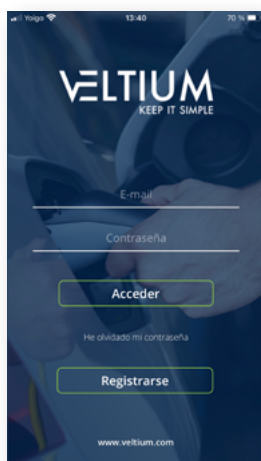 Yoigo 13:40 70 %
VELTIUM
KEEP IT SIMPLE
E-mail
Contraseña
Acceder
He olvidado mi contraseña
Registrarse
www.veltium.com